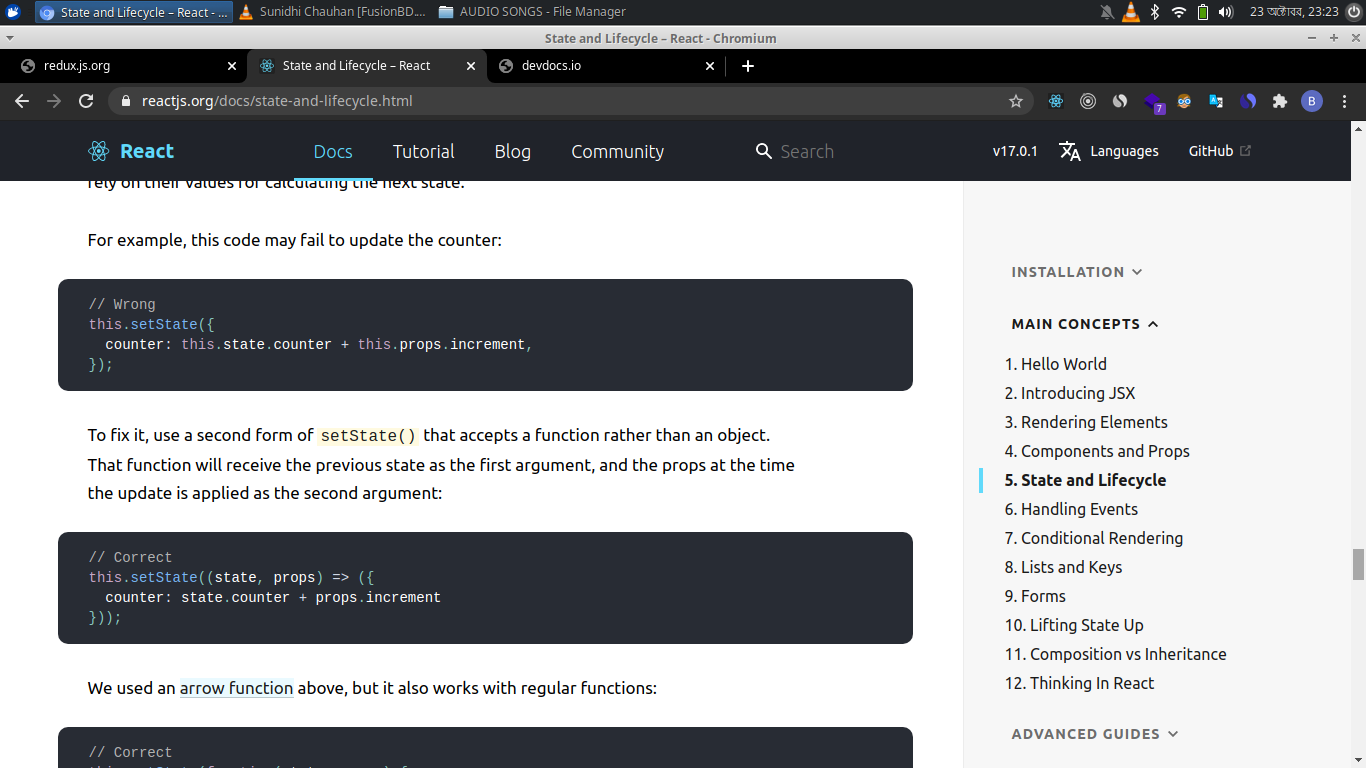 State and Lifecycle – React - ...
Sunidhi Chauhan [FusionBD....
AUDIO SONGS - File Manager
23 অক্টোবর, 23:23
State and Lifecycle – React - Chromium
redux.js.org
State and Lifecycle – React
devdocs.io
reactjs.org/docs/state-and-lifecycle.html
7
B
React
Docs
Tutorial
Blog
Community
Search
v17.0.1
Languages
GitHub
rely on their values for calculating the next state.
For example, this code may fail to update the counter:
// Wrong
this.setState({
  counter: this.state.counter + this.props.increment,
});
To fix it, use a second form of setState() that accepts a function rather than an object.
That function will receive the previous state as the first argument, and the props at the time
the update is applied as the second argument:
// Correct
this.setState((state, props) => ({
  counter: state.counter + props.increment
}));
We used an arrow function above, but it also works with regular functions:
// Correct
INSTALLATION
MAIN CONCEPTS
1. Hello World
2. Introducing JSX
3. Rendering Elements
4. Components and Props
5. State and Lifecycle
6. Handling Events
7. Conditional Rendering
8. Lists and Keys
9. Forms
10. Lifting State Up
11. Composition vs Inheritance
12. Thinking In React
ADVANCED GUIDES